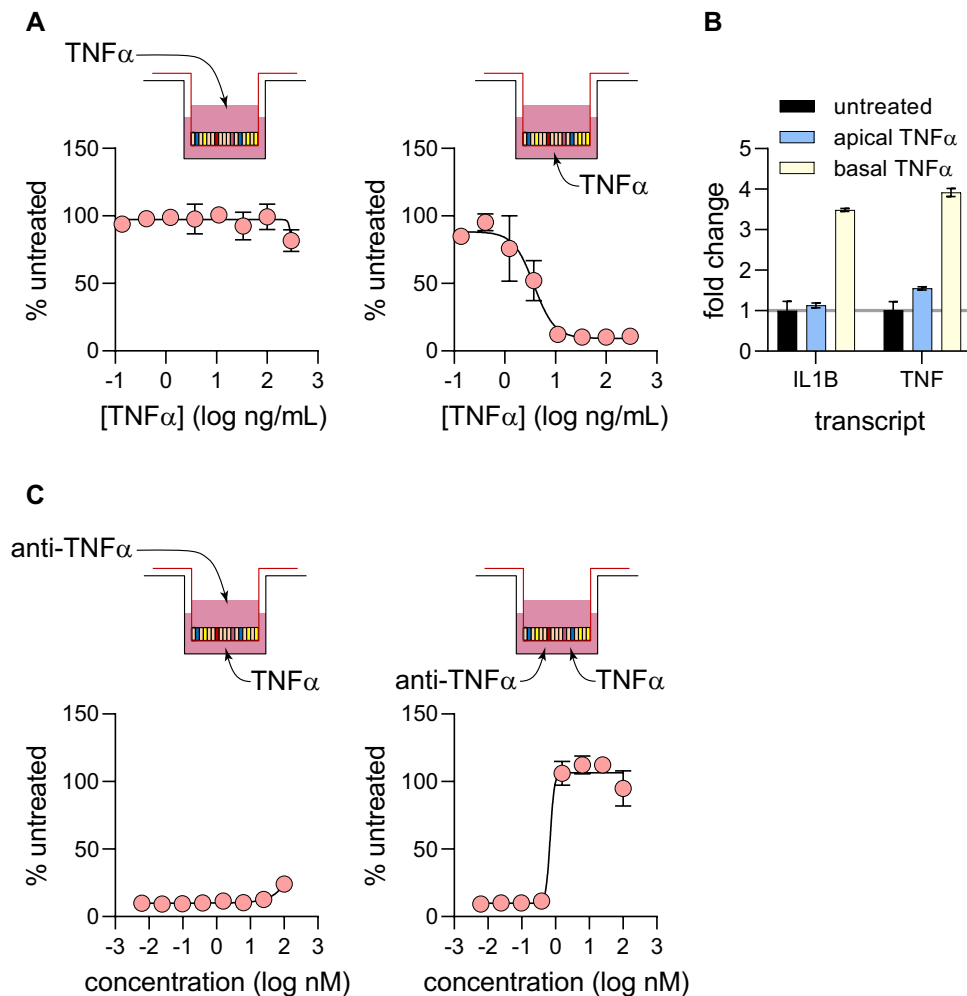 A
TNFα
TNFα
% untreated
150
100
50
0
-1 0 1 2 3
[TNFα] (log ng/mL)
% untreated
150
100
50
0
-1 0 1 2 3
[TNFα] (log ng/mL)
B
untreated
apical TNFα
basal TNFα
fold change
5
4
3
2
1
0
IL1B TNF
transcript
C
anti-TNFα
TNFα
anti-TNFα TNFα
% untreated
150
100
50
0
-3 -2 -1 0 1 2 3
concentration (log nM)
% untreated
150
100
50
0
-3 -2 -1 0 1 2 3
concentration (log nM)